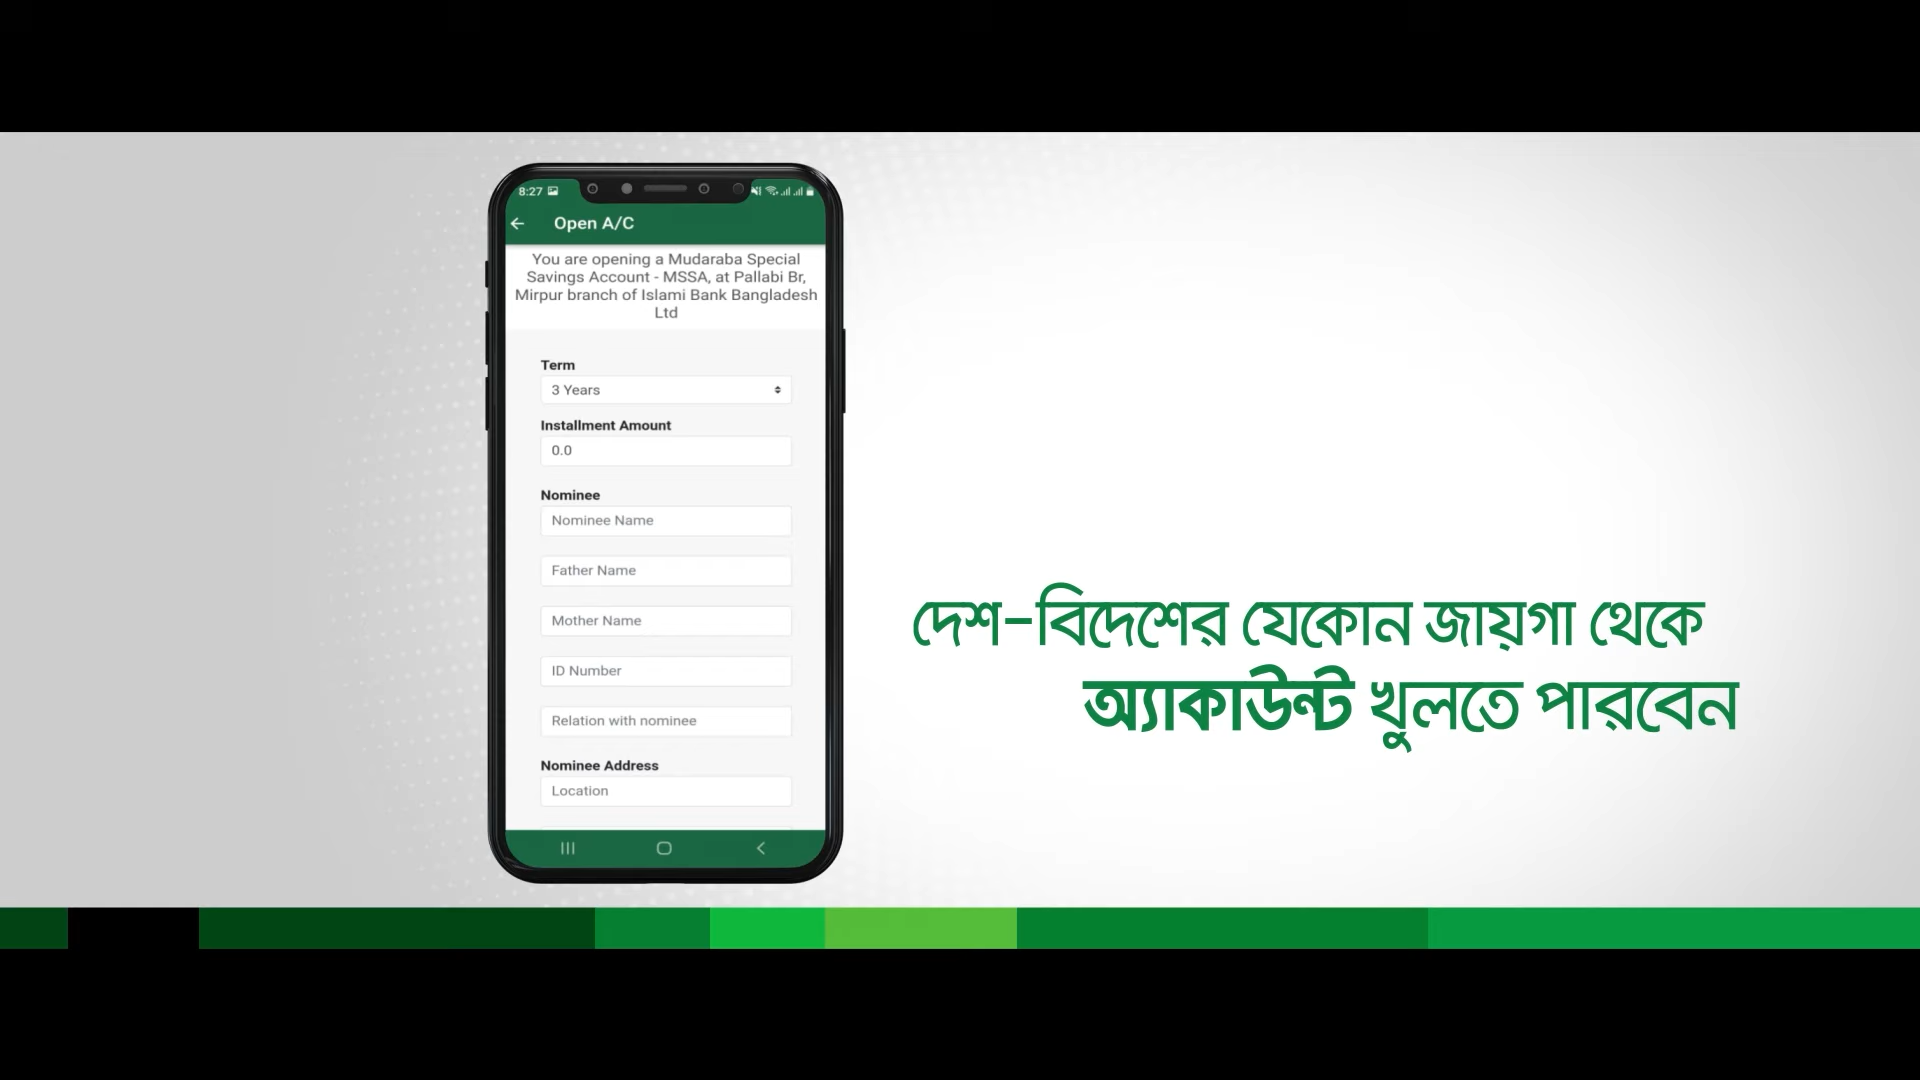 8:27
Open A/C
You are opening a Mudaraba Special
Savings Account - MSSA, at Pallabi Br,
Mirpur branch of Islami Bank Bangladesh
Ltd
Term
3 Years
Installment Amount
0.0
Nominee
Nominee Name
Father Name
Mother Name
ID Number
Relation with nominee
Nominee Address
Location
দেশ-বিদেশের যেকোন জায়গা থেকে
অ্যাকাউন্ট খুলতে পারবেন